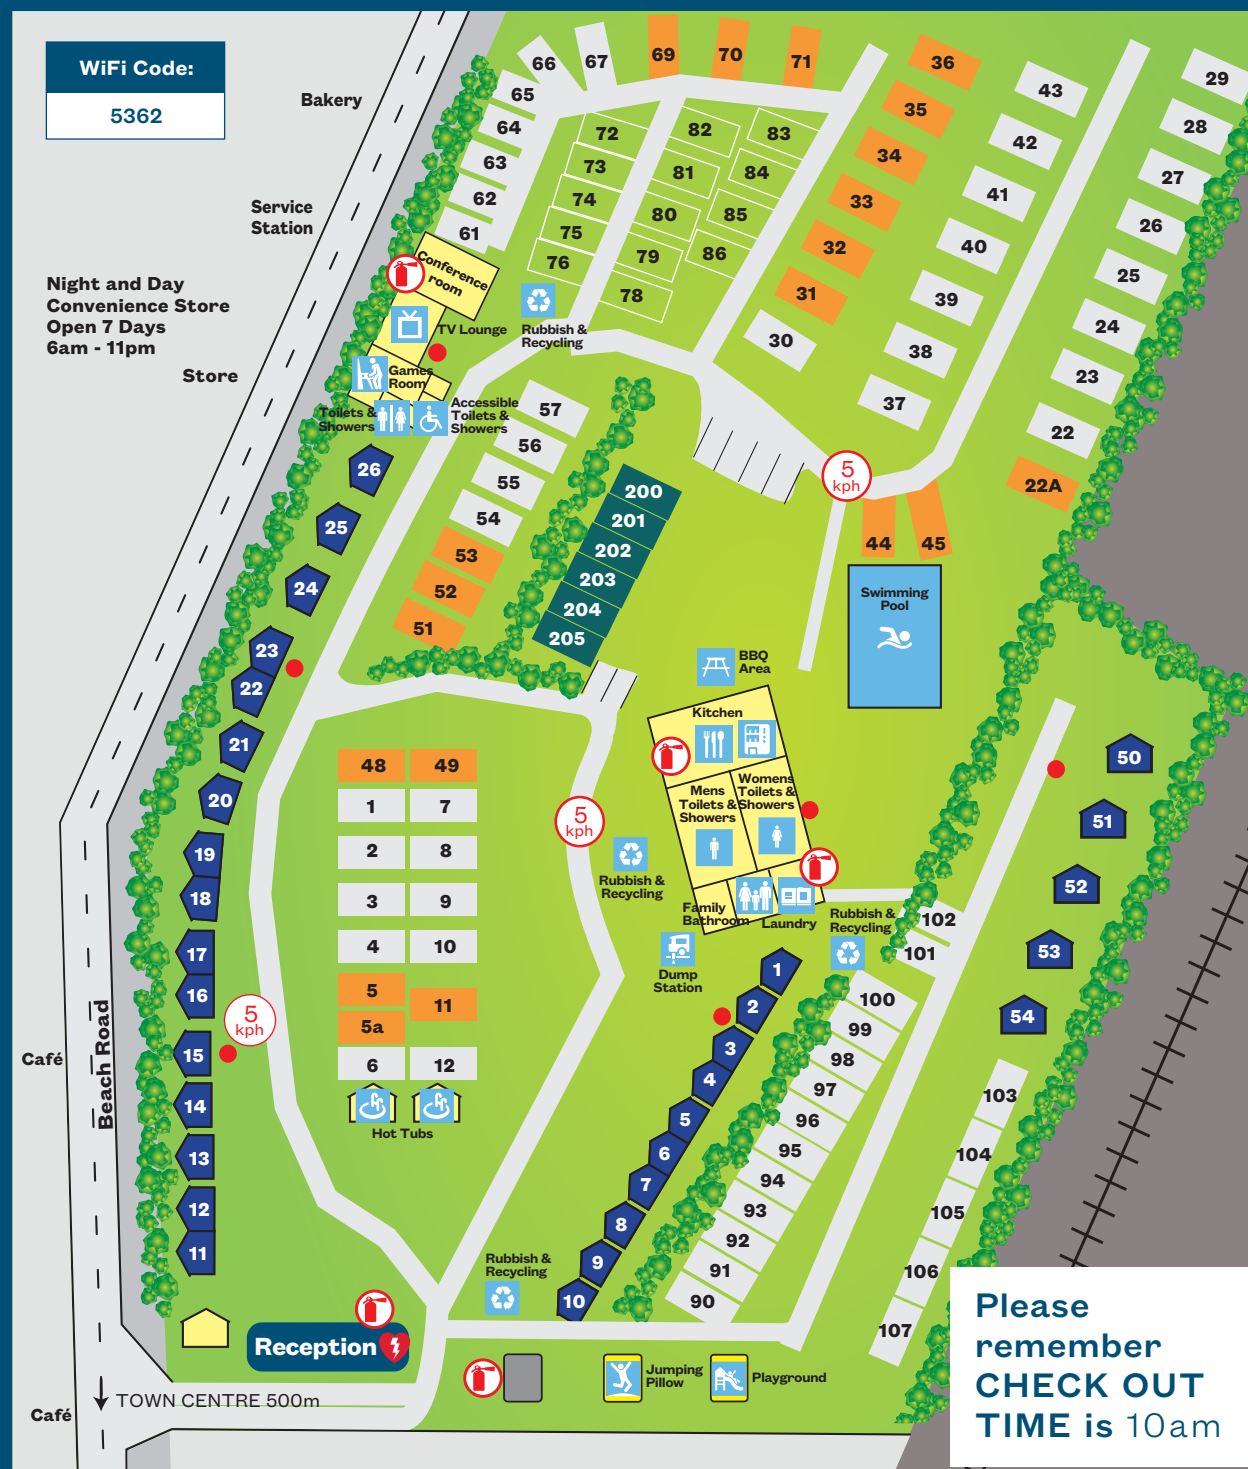 WiFi Code:
5362
Bakery
Service
Station
Night and Day
Convenience Store
Open 7 Days
6am - 11pm
Store
66
67
69
70
71
65
64
63
62
61
72
73
74
75
76
82
81
80
79
78
83
84
85
86
36
35
34
33
32
31
30
43
42
41
40
39
38
37
29
28
27
26
25
24
23
22
22A
Conference
room
TV Lounge
Games
Room
Toilets &
Showers
Accessible
Toilets &
Showers
Rubbish &
Recycling
57
56
55
54
53
52
51
200
201
202
203
204
205
5
kph
44
45
Swimming
Pool
26
25
24
23
22
21
20
19
18
17
16
15
14
13
12
11
BBQ
Area
Kitchen
Mens
Toilets &
Showers
Womens
Toilets &
Showers
Family
Bathroom
Laundry
48
49
1
7
2
8
3
9
4
10
5
11
5a
6
12
Hot Tubs
5
kph
5
kph
Rubbish &
Recycling
Rubbish &
Recycling
Dump
Station
50
51
52
53
54
102
101
100
99
98
97
96
95
94
93
92
91
90
103
104
105
106
107
1
2
3
4
5
6
7
8
9
10
Rubbish &
Recycling
Café
Beach Road
Reception
Jumping
Pillow
Playground
TOWN CENTRE 500m
Café
Please
remember
CHECK OUT
TIME is 10am